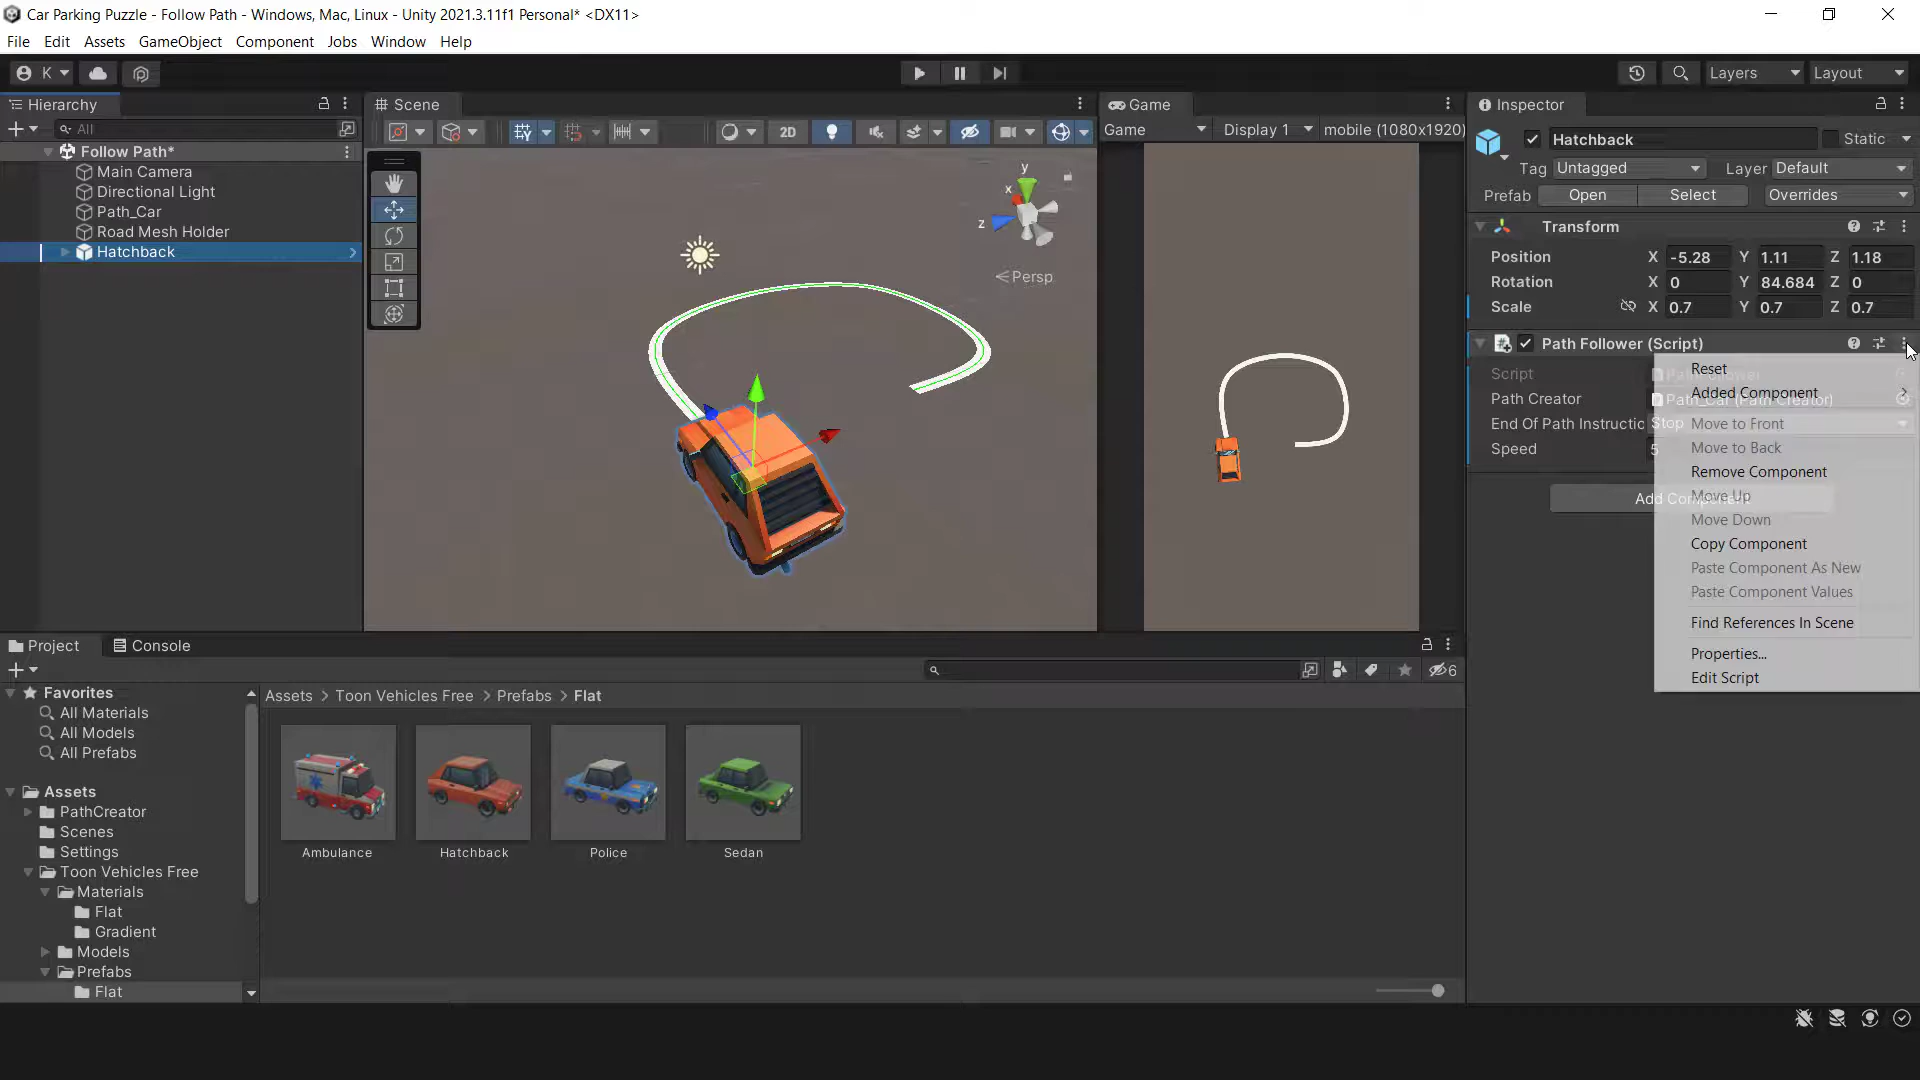 Car Parking Puzzle - Follow Path - Windows, Mac, Linux - Unity 2021.3.11f1 Personal* <DX11>
File Edit Assets GameObject Component Jobs Window Help
K Layers Layout
Hierarchy
All
Follow Path*
Main Camera
Directional Light
Path_Car
Road Mesh Holder
Hatchback
Scene
2D
y
x
z
Persp
Game
Game Display 1 mobile (1080x1920)
Inspector
Hatchback Static
Tag Untagged Layer Default
Prefab Open Select Overrides
Transform
Position X -5.28 Y 1.11 Z 1.18
Rotation X 0 Y 84.684 Z 0
Scale X 0.7 Y 0.7 Z 0.7
Path Follower (Script)
Script
Path Creator Path_Car (Path Creator)
End Of Path Instructic Stop
Speed 5
Reset
Added Component
Move to Front
Move to Back
Remove Component
Move Up
Move Down
Copy Component
Paste Component As New
Paste Component Values
Find References In Scene
Properties...
Edit Script
Project Console
6
Favorites
All Materials
All Models
All Prefabs
Assets
PathCreator
Scenes
Settings
Toon Vehicles Free
Materials
Flat
Gradient
Models
Prefabs
Flat
Assets > Toon Vehicles Free > Prefabs > Flat
Ambulance Hatchback Police Sedan